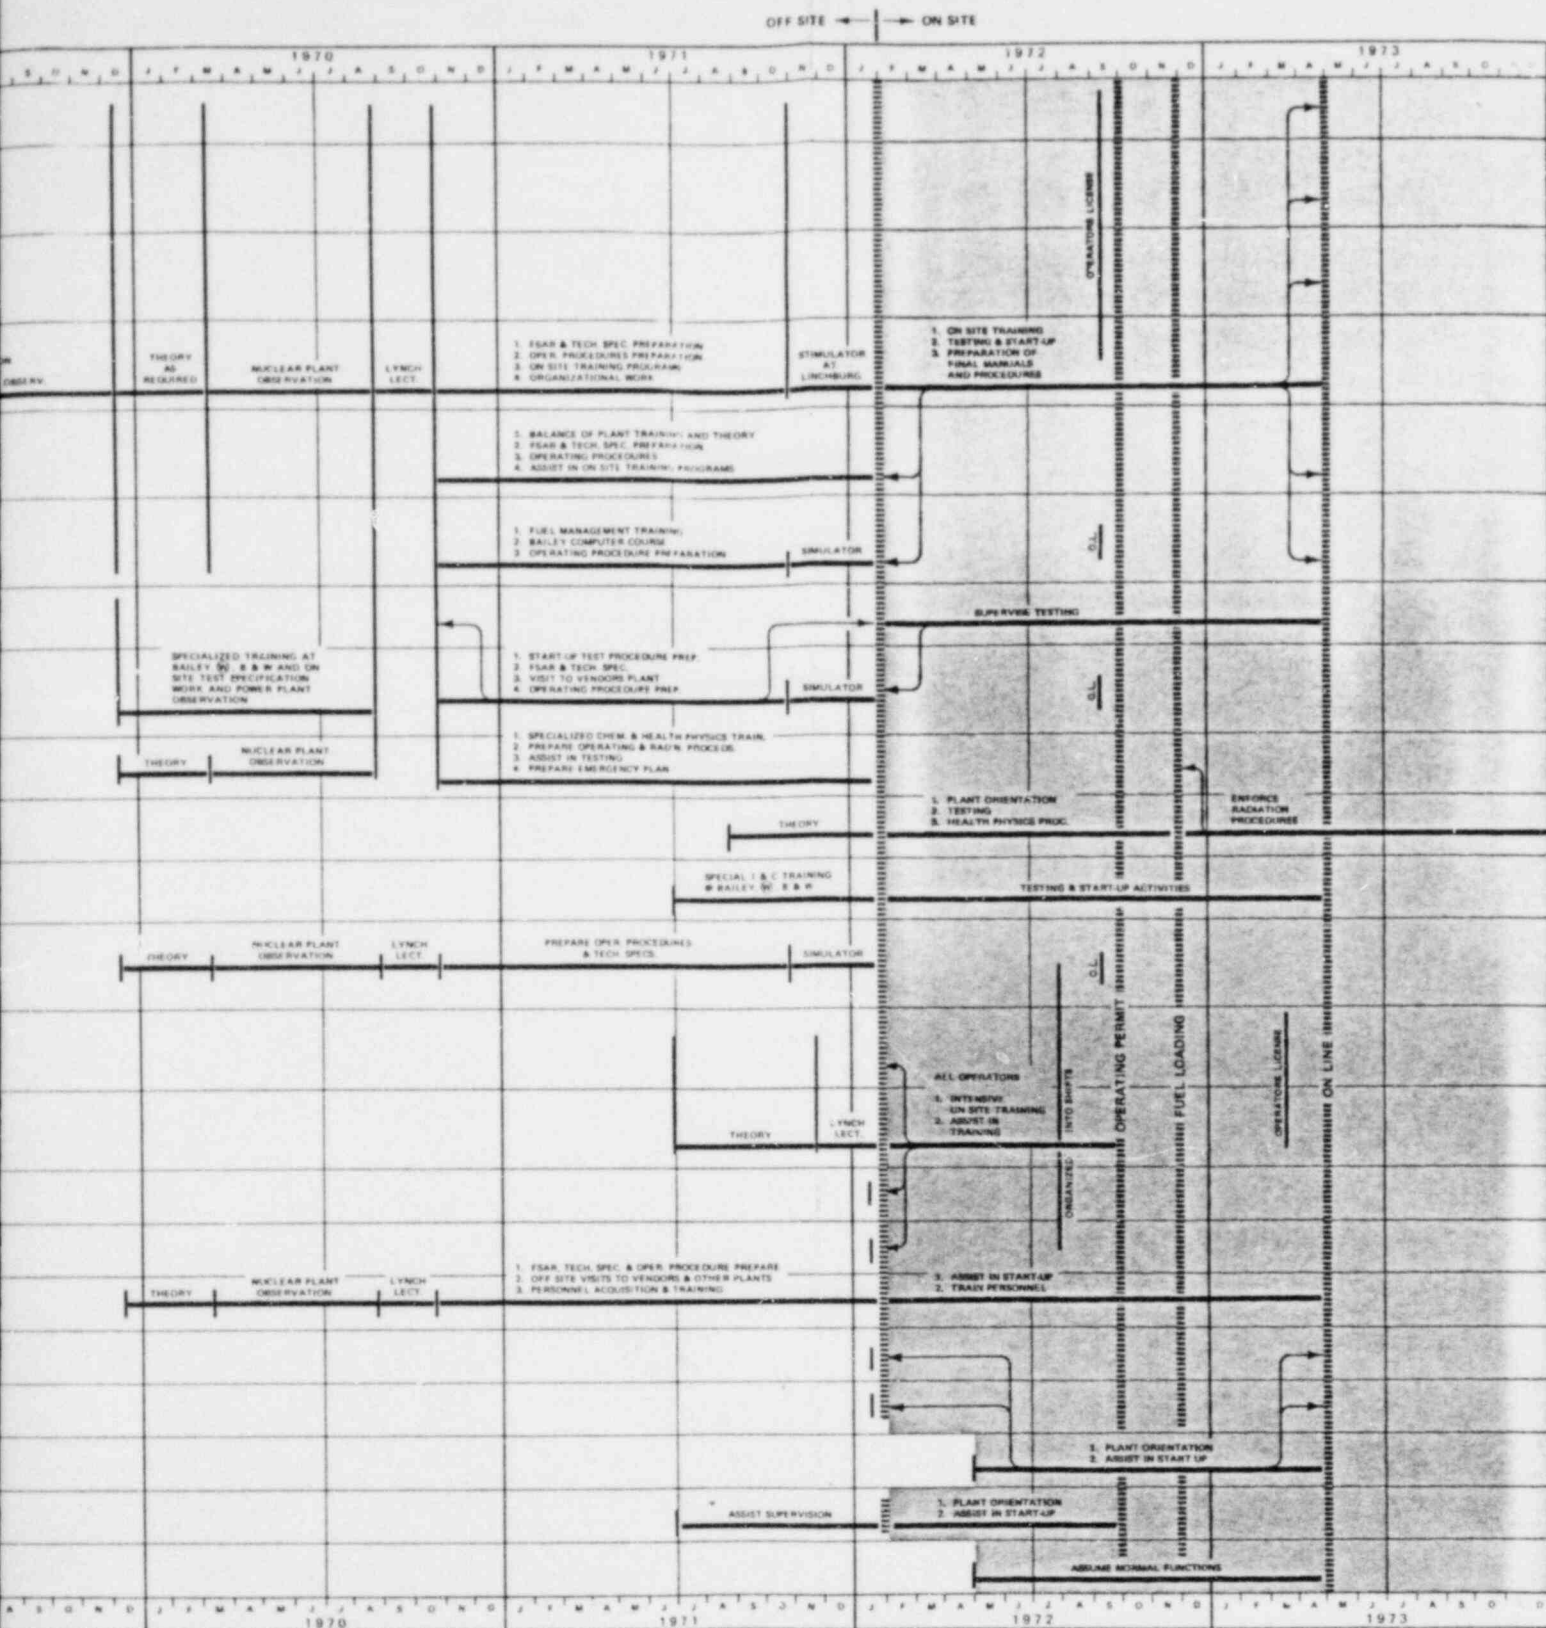 OFF SITE ON SITE
1970 1971 1972 1973
S O N D J F M A M J J A S O N D J F M A M J J A S O N D J F M A M J J A S O N D J F M A M J J A S O
OPERATORS LICENSE
OBSERV.
THEORY
AS
REQUIRED
NUCLEAR PLANT
OBSERVATION
LYNCH
LECT.
1. FSAR & TECH. SPEC. PREPARATION
2. OPER. PROCEDURES PREPARATION
3. ON SITE TRAINING PROGRAM
4. ORGANIZATIONAL WORK
STIMULATOR
AT
LINCHBURG
1. ON SITE TRAINING
2. TESTING & START-UP
3. PREPARATION OF
FINAL MANUALS
AND PROCEDURES
1. BALANCE OF PLANT TRAINING AND THEORY
2. FSAR & TECH. SPEC. PREPARATION
3. OPERATING PROCEDURES
4. ASSIST IN ON SITE TRAINING PROGRAMS
1. FUEL MANAGEMENT TRAINING
2. BAILEY COMPUTER COURSE
3. OPERATING PROCEDURE PREPARATION
SIMULATOR
O.L.
SUPERVISE TESTING
SPECIALIZED TRAINING AT
BAILEY, W, B & W AND ON
SITE TEST SPECIFICATION
WORK AND POWER PLANT
OBSERVATION
1. START-UP TEST PROCEDURE PREP.
2. FSAR & TECH. SPEC.
3. VISIT TO VENDORS PLANT
4. OPERATING PROCEDURE PREP.
SIMULATOR
O.L.
THEORY
NUCLEAR PLANT
OBSERVATION
1. SPECIALIZED CHEM. & HEALTH PHYSICS TRAIN.
2. PREPARE OPERATING & RAD'N. PROCEDS.
3. ASSIST IN TESTING
4. PREPARE EMERGENCY PLAN
THEORY
1. PLANT ORIENTATION
2. TESTING
3. HEALTH PHYSICS PROC.
ENFORCE
RADIATION
PROCEDURES
SPECIAL I & C TRAINING
@ BAILEY, W, B & W
TESTING & START-UP ACTIVITIES
THEORY
NUCLEAR PLANT
OBSERVATION
LYNCH
LECT.
PREPARE OPER. PROCEDURES
& TECH. SPECS.
SIMULATOR
O.L.
THEORY
LYNCH
LECT.
ALL OPERATORS
1. INTENSIVE
ON SITE TRAINING
2. ASSIST IN
TRAINING
ORGANIZED INTO SHIFTS
OPERATING PERMIT
FUEL LOADING
OPERATORS LICENSE
ON LINE
THEORY
NUCLEAR PLANT
OBSERVATION
LYNCH
LECT.
1. FSAR, TECH. SPEC. & OPER. PROCEDURE PREPARE
2. OFF SITE VISITS TO VENDORS & OTHER PLANTS
3. PERSONNEL ACQUISITION & TRAINING
1. ASSIST IN START-UP
2. TRAIN PERSONNEL
1. PLANT ORIENTATION
2. ASSIST IN START UP
ASSIST SUPERVISION
1. PLANT ORIENTATION
2. ASSIST IN START-UP
ASSUME NORMAL FUNCTIONS
A S O N D J F M A M J J A S O N D J F M A M J J A S O N D J F M A M J J A S O N D J F M A M J J A S O N D
1970 1971 1972 1973